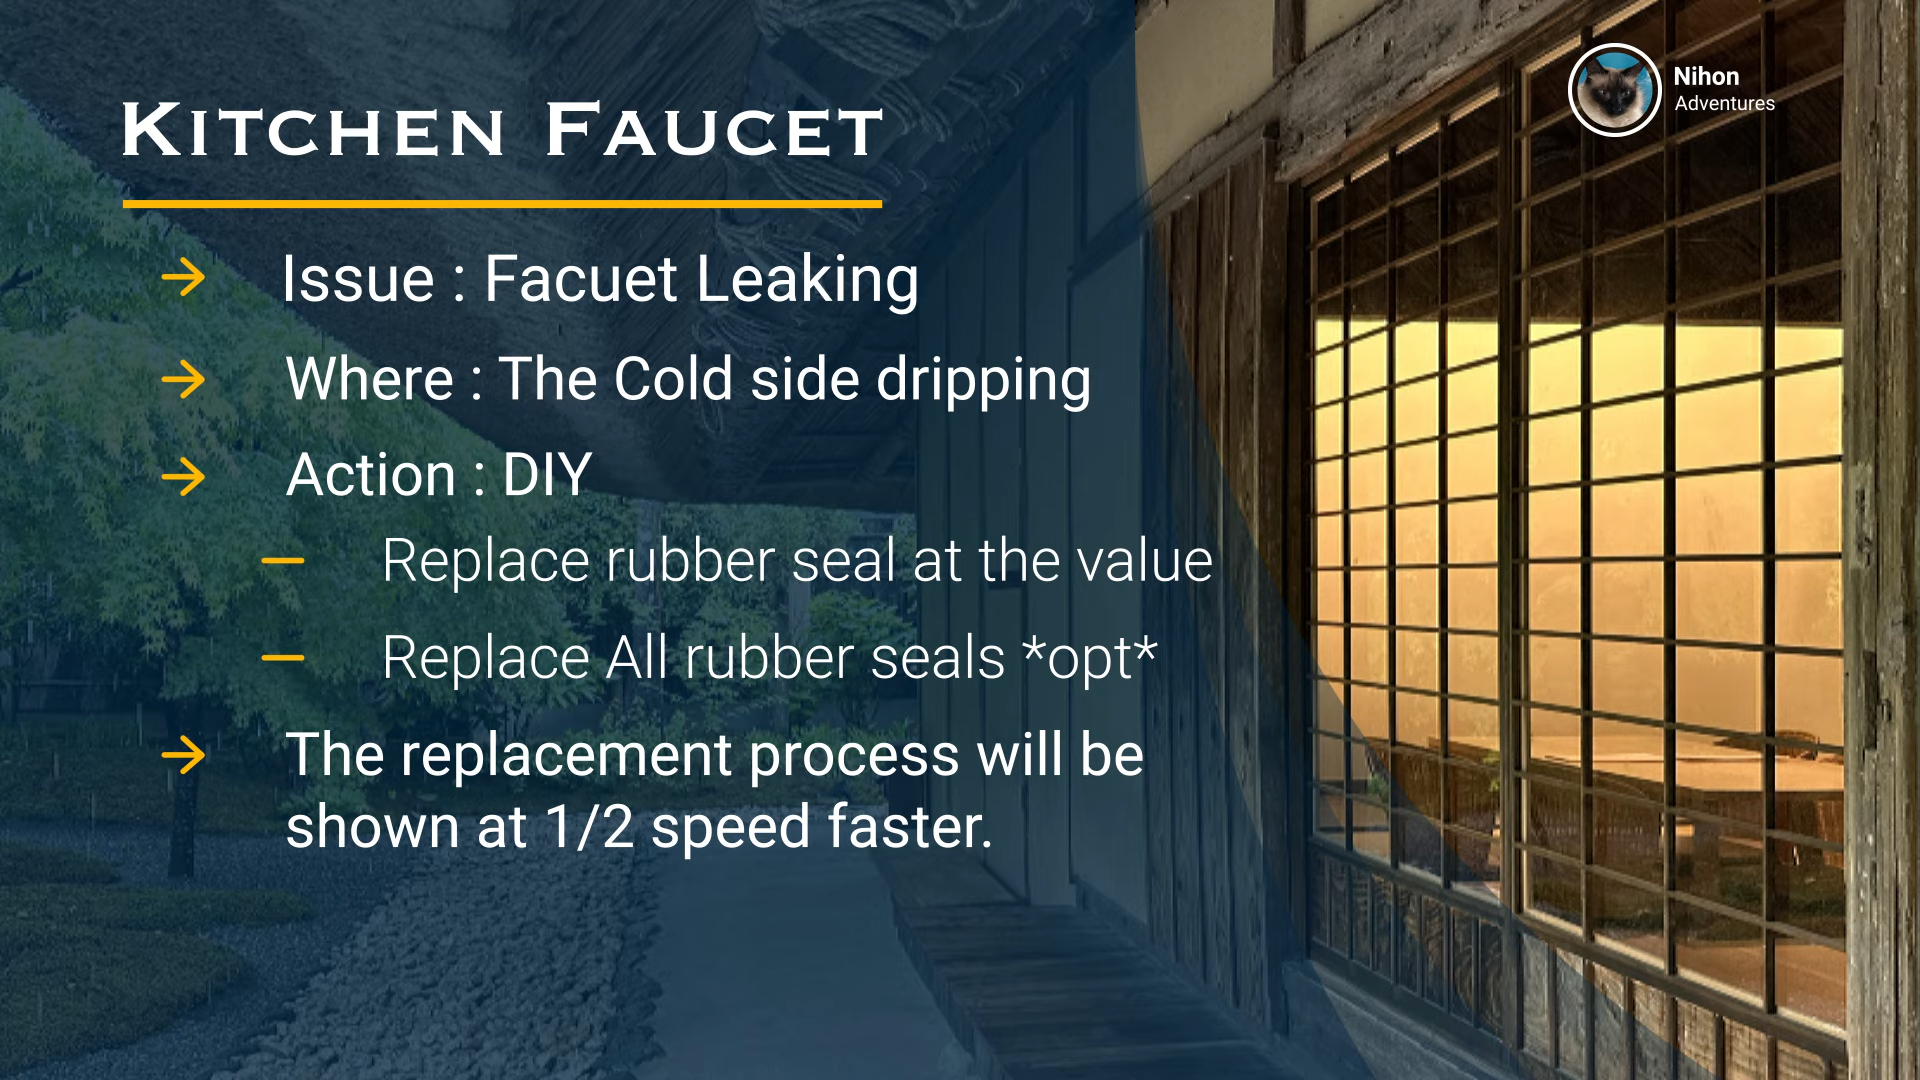 KITCHEN FAUCET
Nihon
Adventures
Issue : Facuet Leaking
Where : The Cold side dripping
Action : DIY
Replace rubber seal at the value
Replace All rubber seals *opt*
The replacement process will be
shown at 1/2 speed faster.